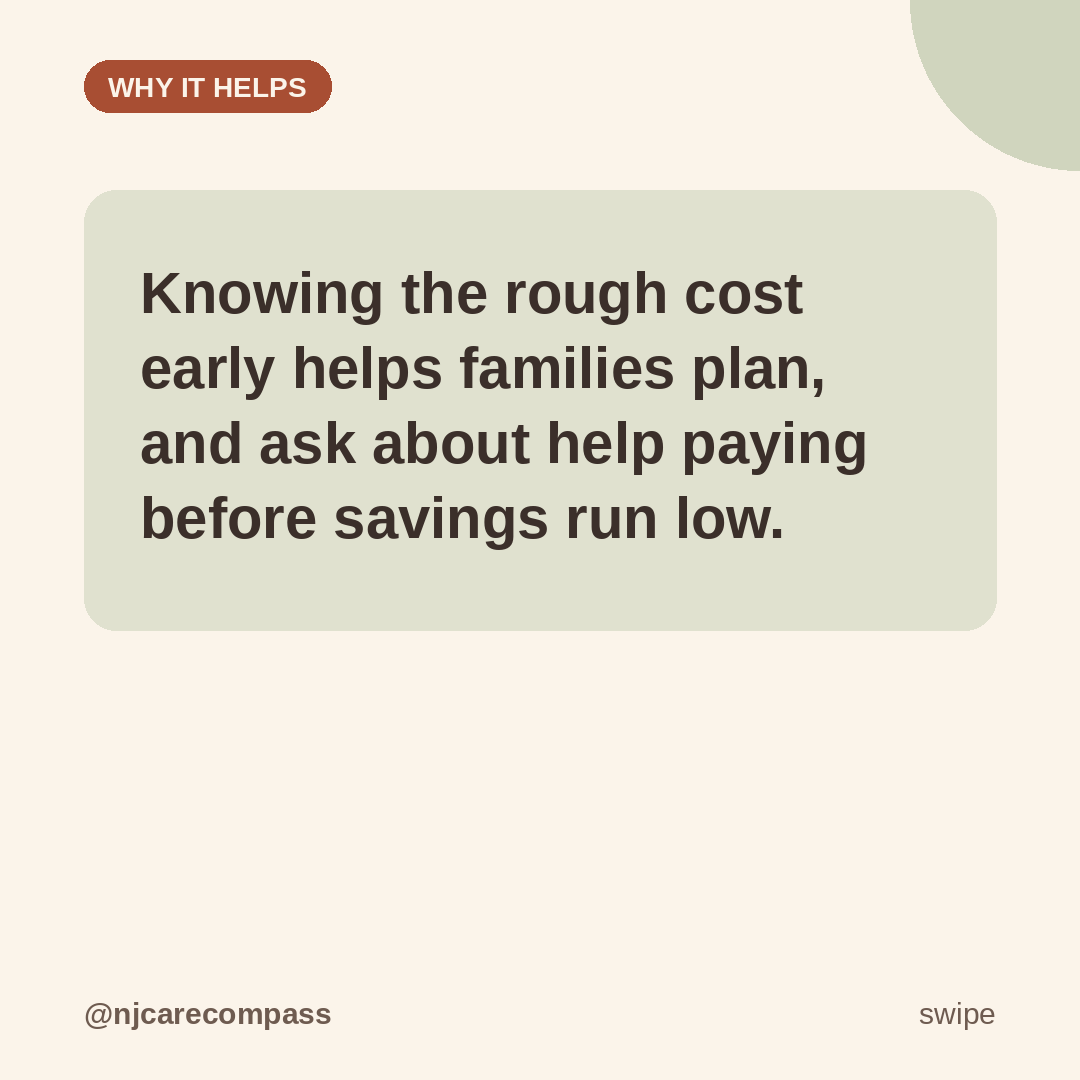 WHY IT HELPS
Knowing the rough cost
early helps families plan,
and ask about help paying
before savings run low.
@njcarecompass
swipe